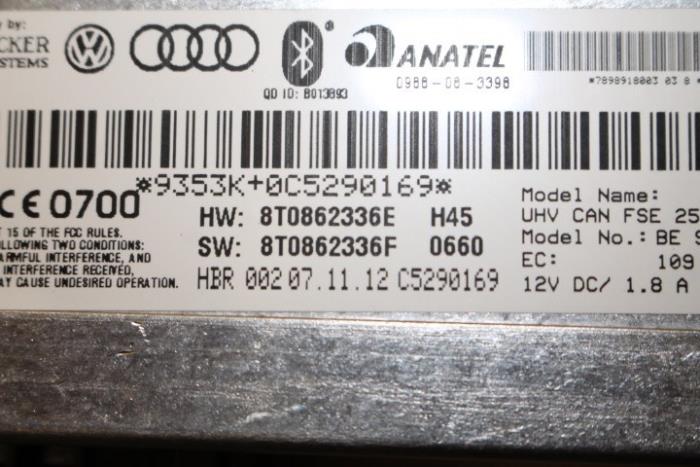 by:
CKER
STEMS
ANATEL
0988-08-3398
QD ID: B013893
*7898918003 03 8 *
*9353K+0C5290169*
CE 0700
HW: 8T0862336E H45
SW: 8T0862336F 0660
HBR 002 07.11.12 C5290169
T 15 OF THE FCC RULES.
LLOWING TWO CONDITIONS:
ARMFUL INTERFERENCE, AND
INTERFERENCE RECEIVED,
AY CAUSE UNDESIRED OPERATION.
Model Name:
UHV CAN FSE 25
Model No.: BE
EC: 109
12V DC/ 1.8 A